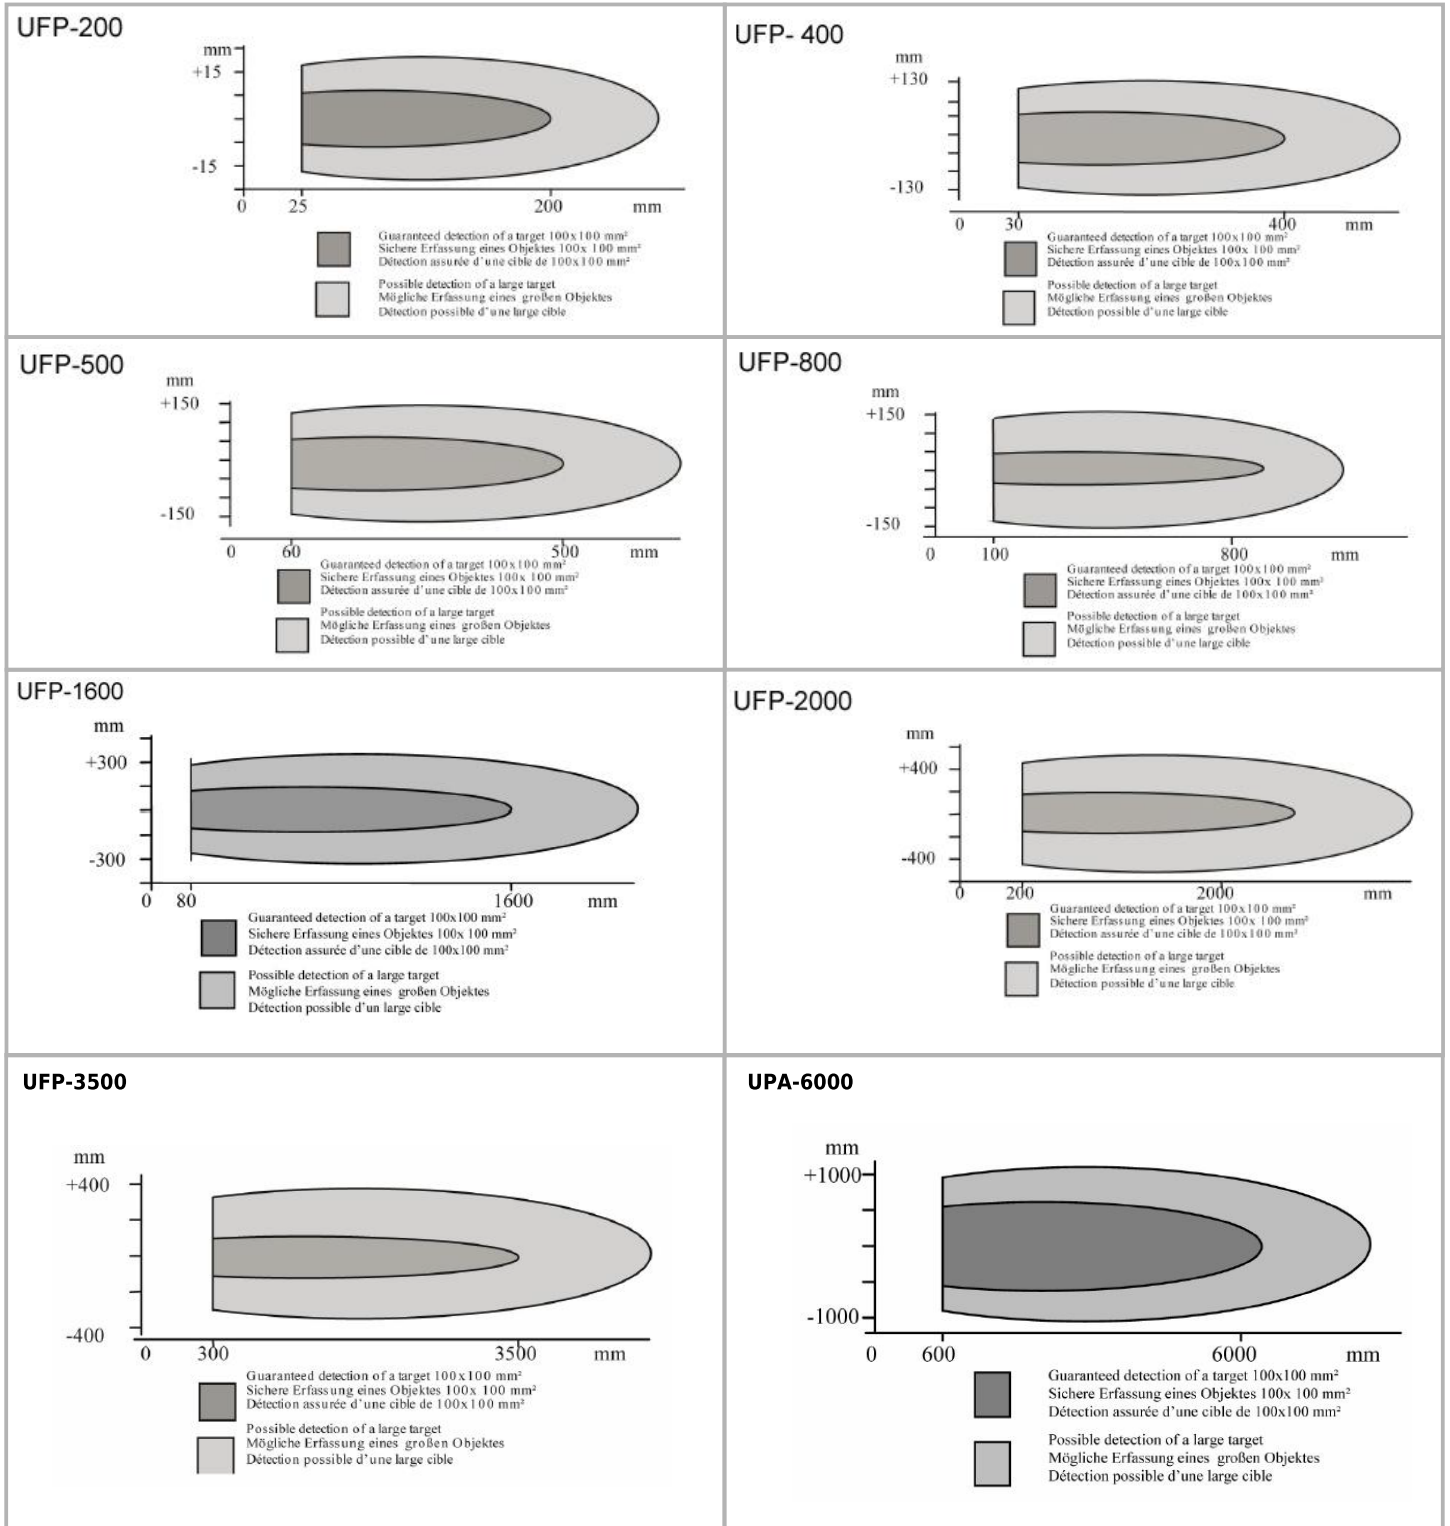 UFP-200
mm
+15
-15
0 25 200 mm
Guaranteed detection of a target 100x100 mm²
Sichere Erfassung eines Objektes 100x 100 mm²
Détection assurée d'une cible de 100x100 mm²
Possible detection of a large target
Mögliche Erfassung eines großen Objektes
Détection possible d'une large cible
UFP- 400
mm
+130
-130
0 30 400 mm
Guaranteed detection of a target 100x100 mm²
Sichere Erfassung eines Objektes 100x 100 mm²
Détection assurée d'une cible de 100x100 mm²
Possible detection of a large target
Mögliche Erfassung eines großen Objektes
Détection possible d'une large cible
UFP-500
mm
+150
-150
0 60 500 mm
Guaranteed detection of a target 100x100 mm²
Sichere Erfassung eines Objektes 100x 100 mm²
Détection assurée d'une cible de 100x100 mm²
Possible detection of a large target
Mögliche Erfassung eines großen Objektes
Détection possible d'une large cible
UFP-800
mm
+150
-150
0 100 800 mm
Guaranteed detection of a target 100x100 mm²
Sichere Erfassung eines Objektes 100x 100 mm²
Détection assurée d'une cible de 100x100 mm²
Possible detection of a large target
Mögliche Erfassung eines großen Objektes
Détection possible d'une large cible
UFP-1600
mm
+300
-300
0 80 1600 mm
Guaranteed detection of a target 100x100 mm²
Sichere Erfassung eines Objektes 100x 100 mm²
Détection assurée d'une cible de 100x100 mm²
Possible detection of a large target
Mögliche Erfassung eines großen Objektes
Détection possible d'un large cible
UFP-2000
mm
+400
-400
0 200 2000 mm
Guaranteed detection of a target 100x100 mm²
Sichere Erfassung eines Objektes 100x 100 mm²
Détection assurée d'une cible de 100x100 mm²
Possible detection of a large target
Mögliche Erfassung eines großen Objektes
Détection possible d'une large cible
UFP-3500
mm
+400
-400
0 300 3500 mm
Guaranteed detection of a target 100x100 mm²
Sichere Erfassung eines Objektes 100x 100 mm²
Détection assurée d'une cible de 100x100 mm²
Possible detection of a large target
Mögliche Erfassung eines großen Objektes
Détection possible d'une large cible
UPA-6000
mm
+1000
-1000
0 600 6000 mm
Guaranteed detection of a target 100x100 mm²
Sichere Erfassung eines Objektes 100x 100 mm²
Détection assurée d'une cible de 100x100 mm²
Possible detection of a large target
Mögliche Erfassung eines großen Objektes
Détection possible d'une large cible